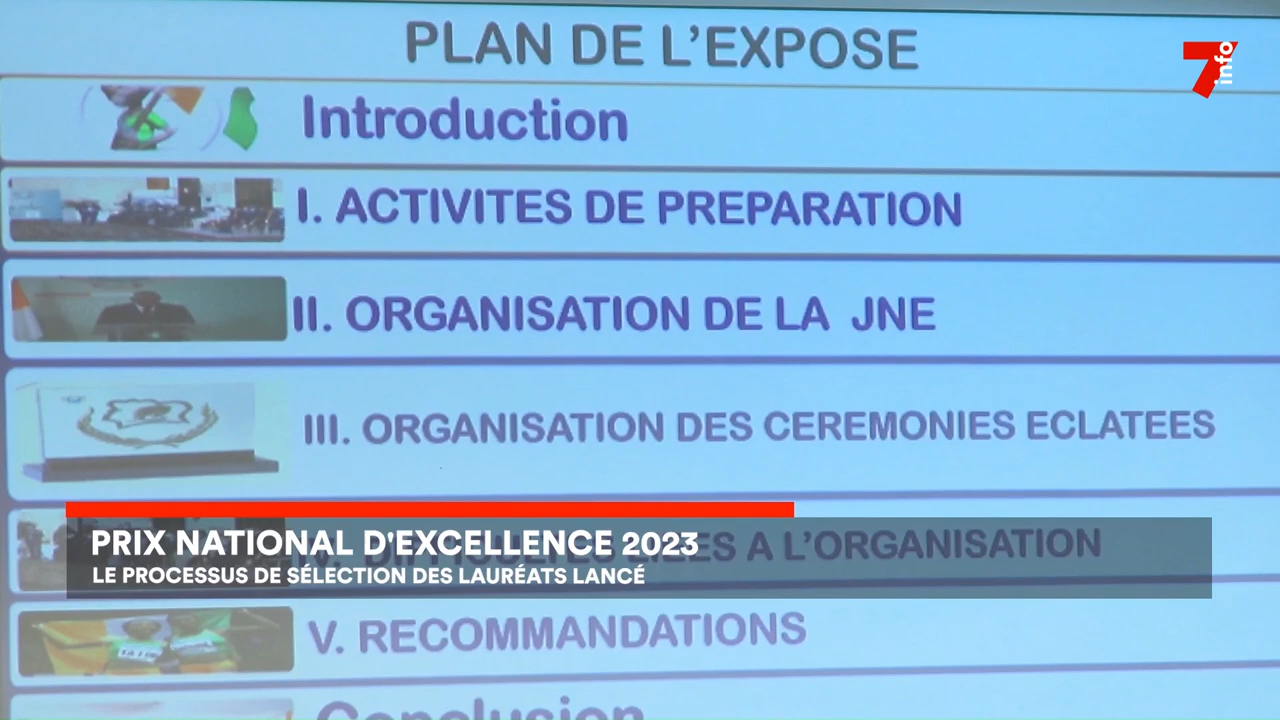 PLAN DE L'EXPOSE
7 info
Introduction
I. ACTIVITES DE PREPARATION
II. ORGANISATION DE LA JNE
III. ORGANISATION DES CEREMONIES ECLATEES
A L'ORGANISATION
PRIX NATIONAL D'EXCELLENCE 2023
LE PROCESSUS DE SÉLECTION DES LAURÉATS LANCÉ
V. RECOMMANDATIONS
Conclusion